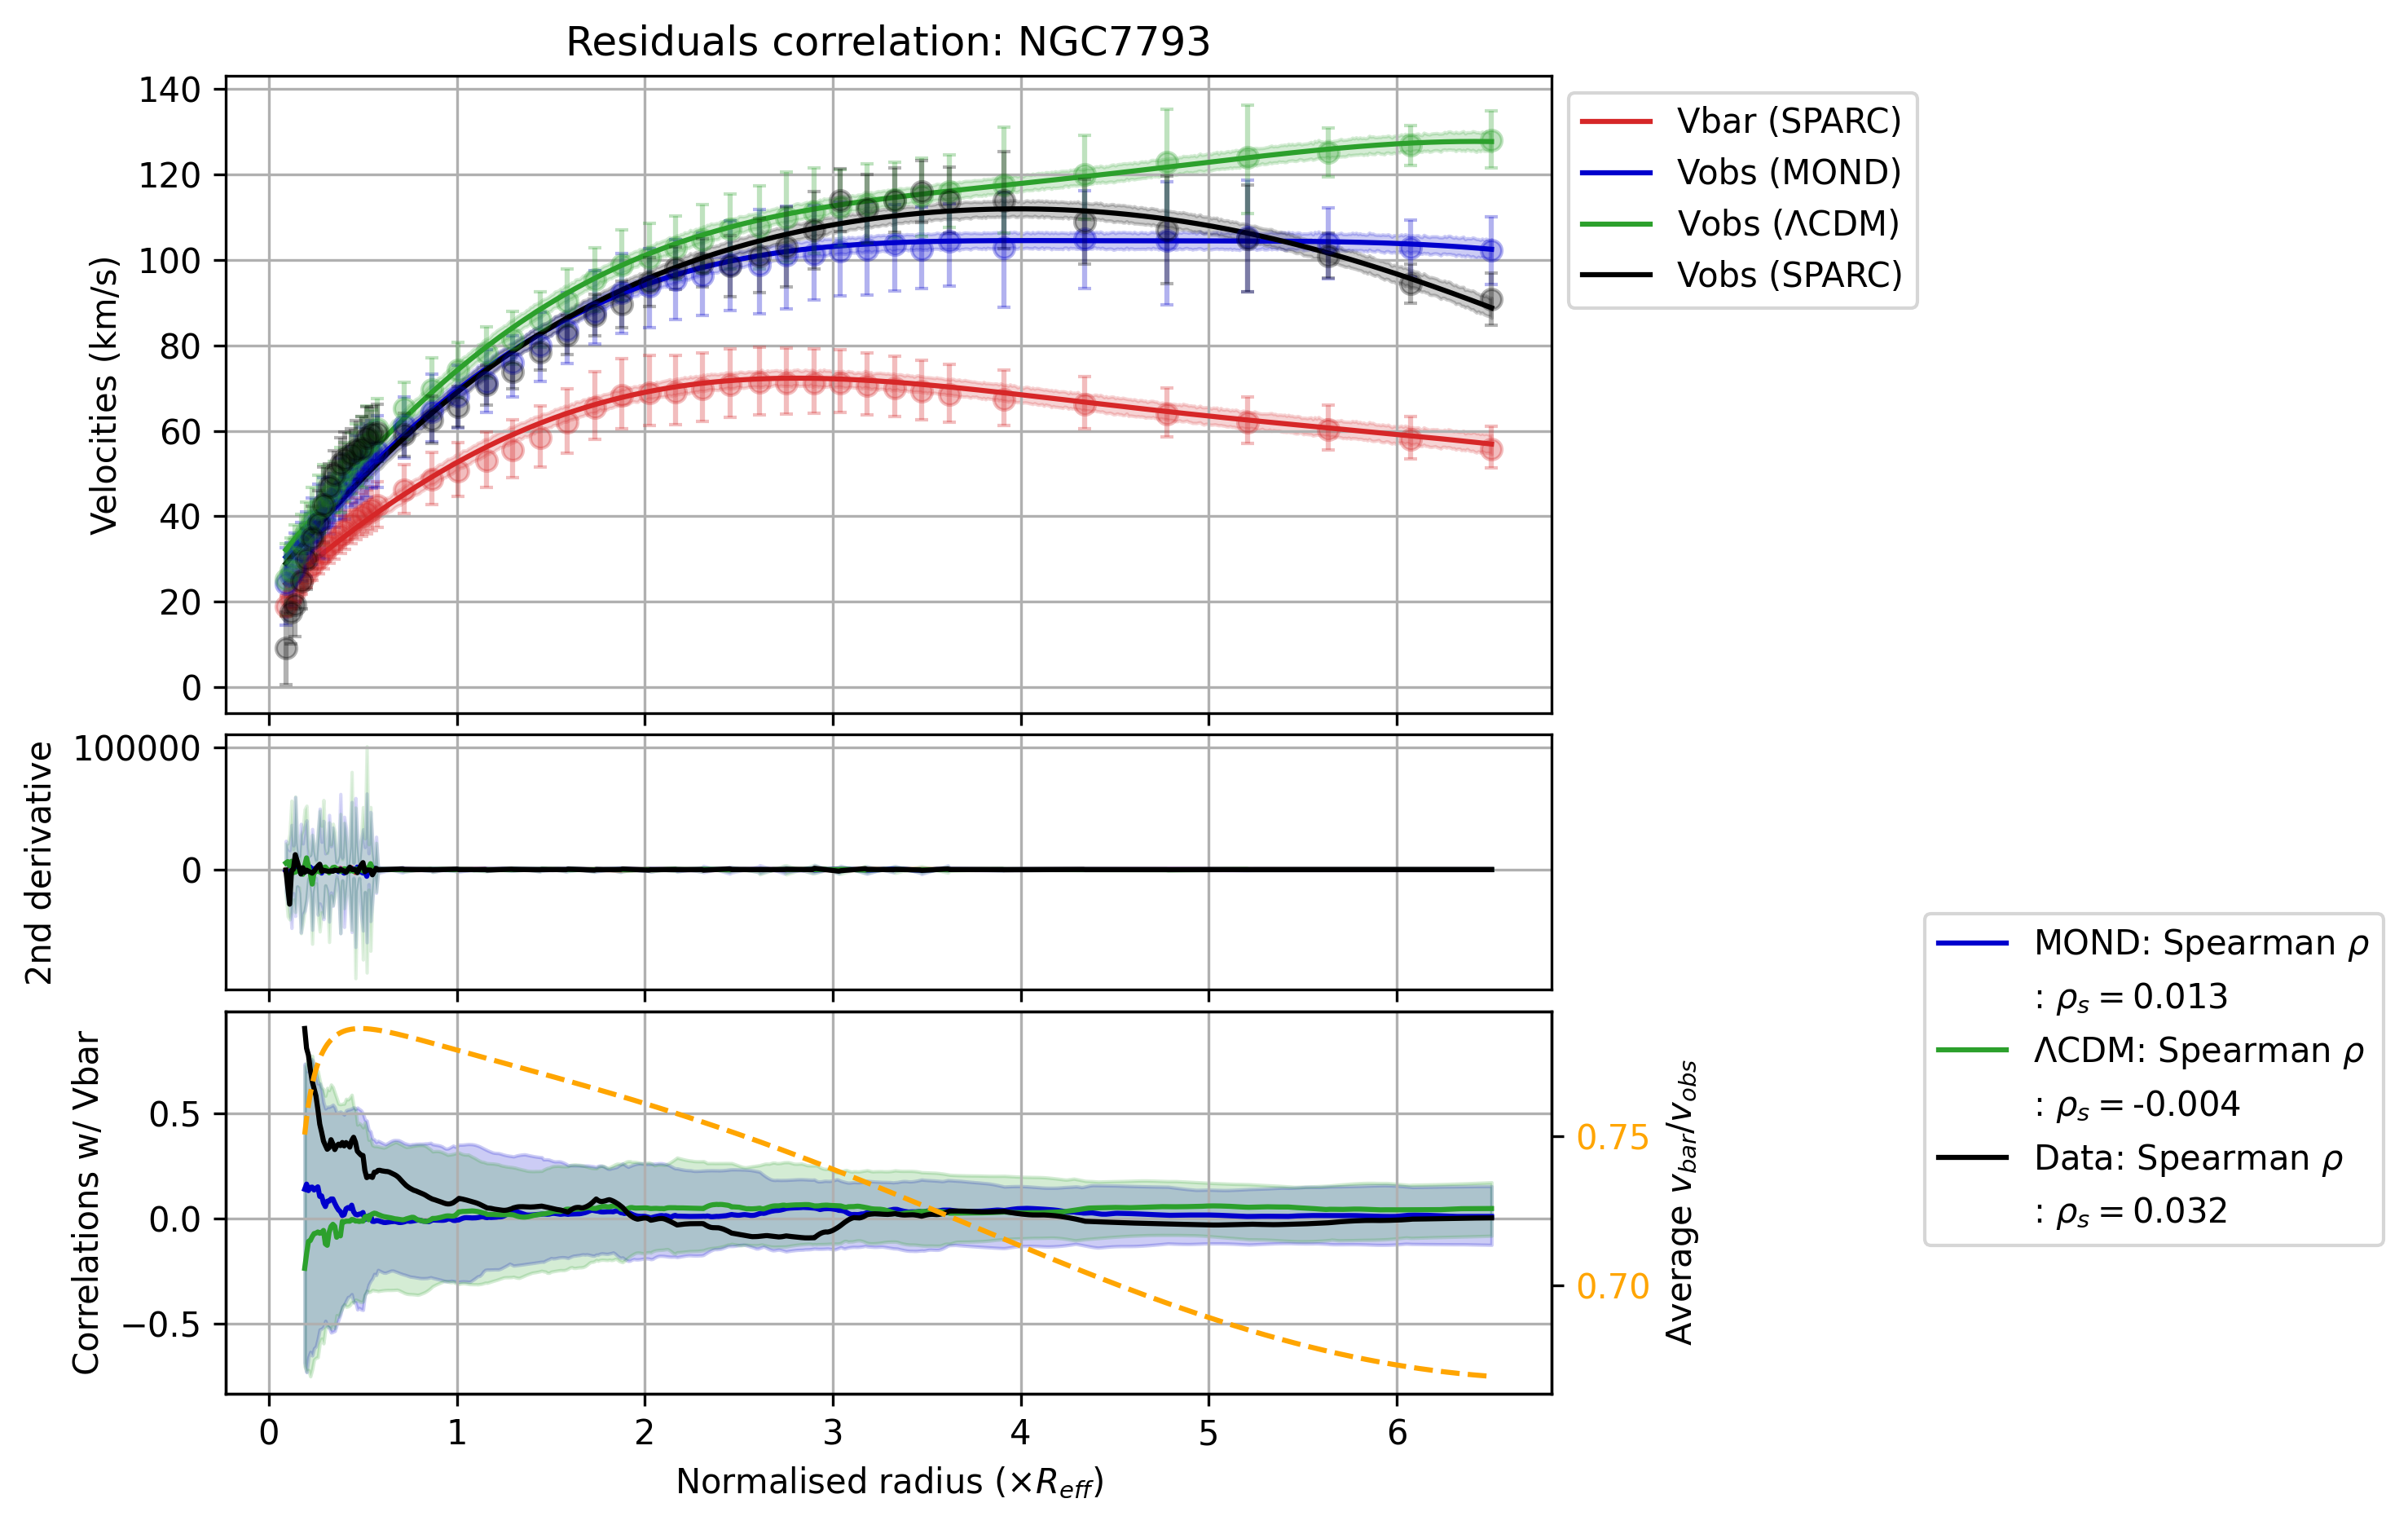 Residuals correlation: NGC7793
140
120
100
80
60
40
20
0
Velocities (km/s)
Vbar (SPARC)
Vobs (MOND)
Vobs (ΛCDM)
Vobs (SPARC)
100000
0
2nd derivative
0.5
0.0
−0.5
Correlations w/ Vbar
0.75
0.70
Average v_bar/v_obs
MOND: Spearman ρ
: ρ_s = 0.013
ΛCDM: Spearman ρ
: ρ_s = -0.004
Data: Spearman ρ
: ρ_s = 0.032
0 1 2 3 4 5 6
Normalised radius (×R_eff)